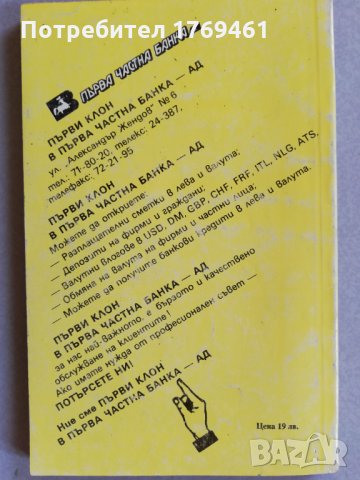 Потребител 1769461
ПЪРВА ЧАСТНА БАНКА
ПЪРВИ КЛОН
В ПЪРВА ЧАСТНА БАНКА — АД
ул. „Александър Жендов" № 6
тел.: 71-80-20, телекс: 24-387,
телефакс: 72-21-95
ПЪРВИ КЛОН
В ПЪРВА ЧАСТНА БАНКА — АД
Можете да откриете:
— Разплащателни сметки в лева и валута;
— Депозити на фирми и граждани;
— Валутни влогове в USD, DM, GBP, CHF, FRF, ITL, NLG, ATS,
— Обмяна на валута на фирми и частни лица;
— Можете да получите банкови кредити в лева и валута.
ПЪРВИ КЛОН
В ПЪРВА ЧАСТНА БАНКА — АД
за нас най-важното е бързото и качествено
обслужване на клиентите!
Ако имате нужда от професионален съвет —
ПОТЪРСЕТЕ НИ!
Ние сме ПЪРВИ КЛОН
В ПЪРВА ЧАСТНА БАНКА — АД
Цена 19 лв.
BAZAR